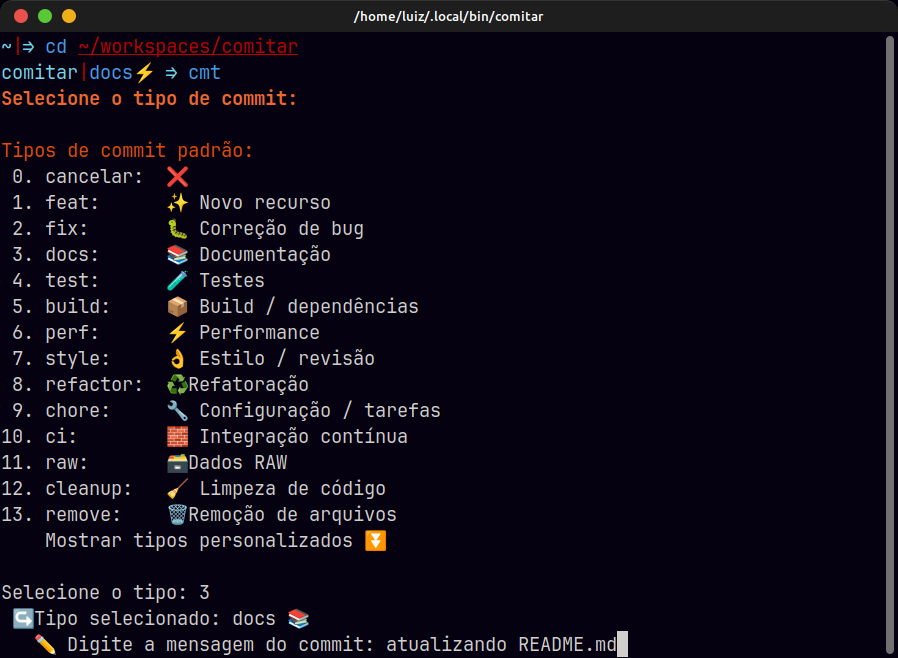 /home/luiz/.local/bin/comitar
~|⇒ cd ~/workspaces/comitar
comitar|docs⚡ ⇒ cmt
Selecione o tipo de commit:
Tipos de commit padrão:
0. cancelar: ❌
1. feat: ✨ Novo recurso
2. fix: 🐛 Correção de bug
3. docs: 📚 Documentação
4. test: 🧪 Testes
5. build: 📦 Build / dependências
6. perf: ⚡ Performance
7. style: 👌 Estilo / revisão
8. refactor: ♻️Refatoração
9. chore: 🔧 Configuração / tarefas
10. ci: 🧱 Integração contínua
11. raw: 🗃️Dados RAW
12. cleanup: 🧹 Limpeza de código
13. remove: 🗑️Remoção de arquivos
Mostrar tipos personalizados ⏬
Selecione o tipo: 3
↪️Tipo selecionado: docs 📚
✏️ Digite a mensagem do commit: atualizando README.md